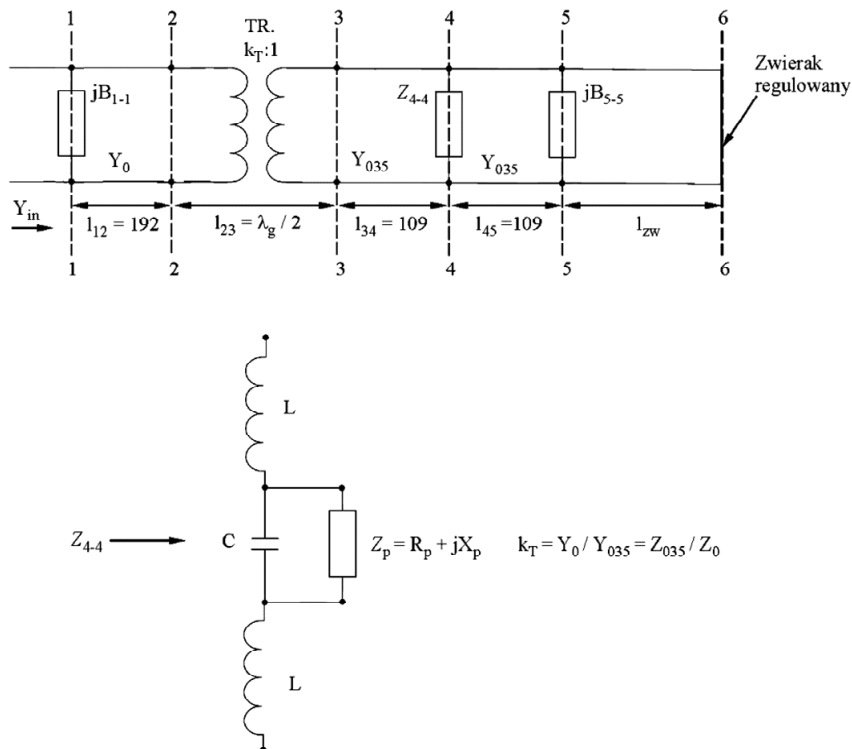 1 2 3 4 5 6
TR.
k_T:1
Zwierak
regulowany
jB_1-1
Z_4-4
jB_5-5
Y_0
Y_035
Y_035
Y_in
l_12 = 192
l_23 = λ_g / 2
l_34 = 109
l_45 =109
l_zw
1 2 3 4 5 6
L
Z_4-4
C
Z_p = R_p + jX_p
k_T = Y_0 / Y_035 = Z_035 / Z_0
L